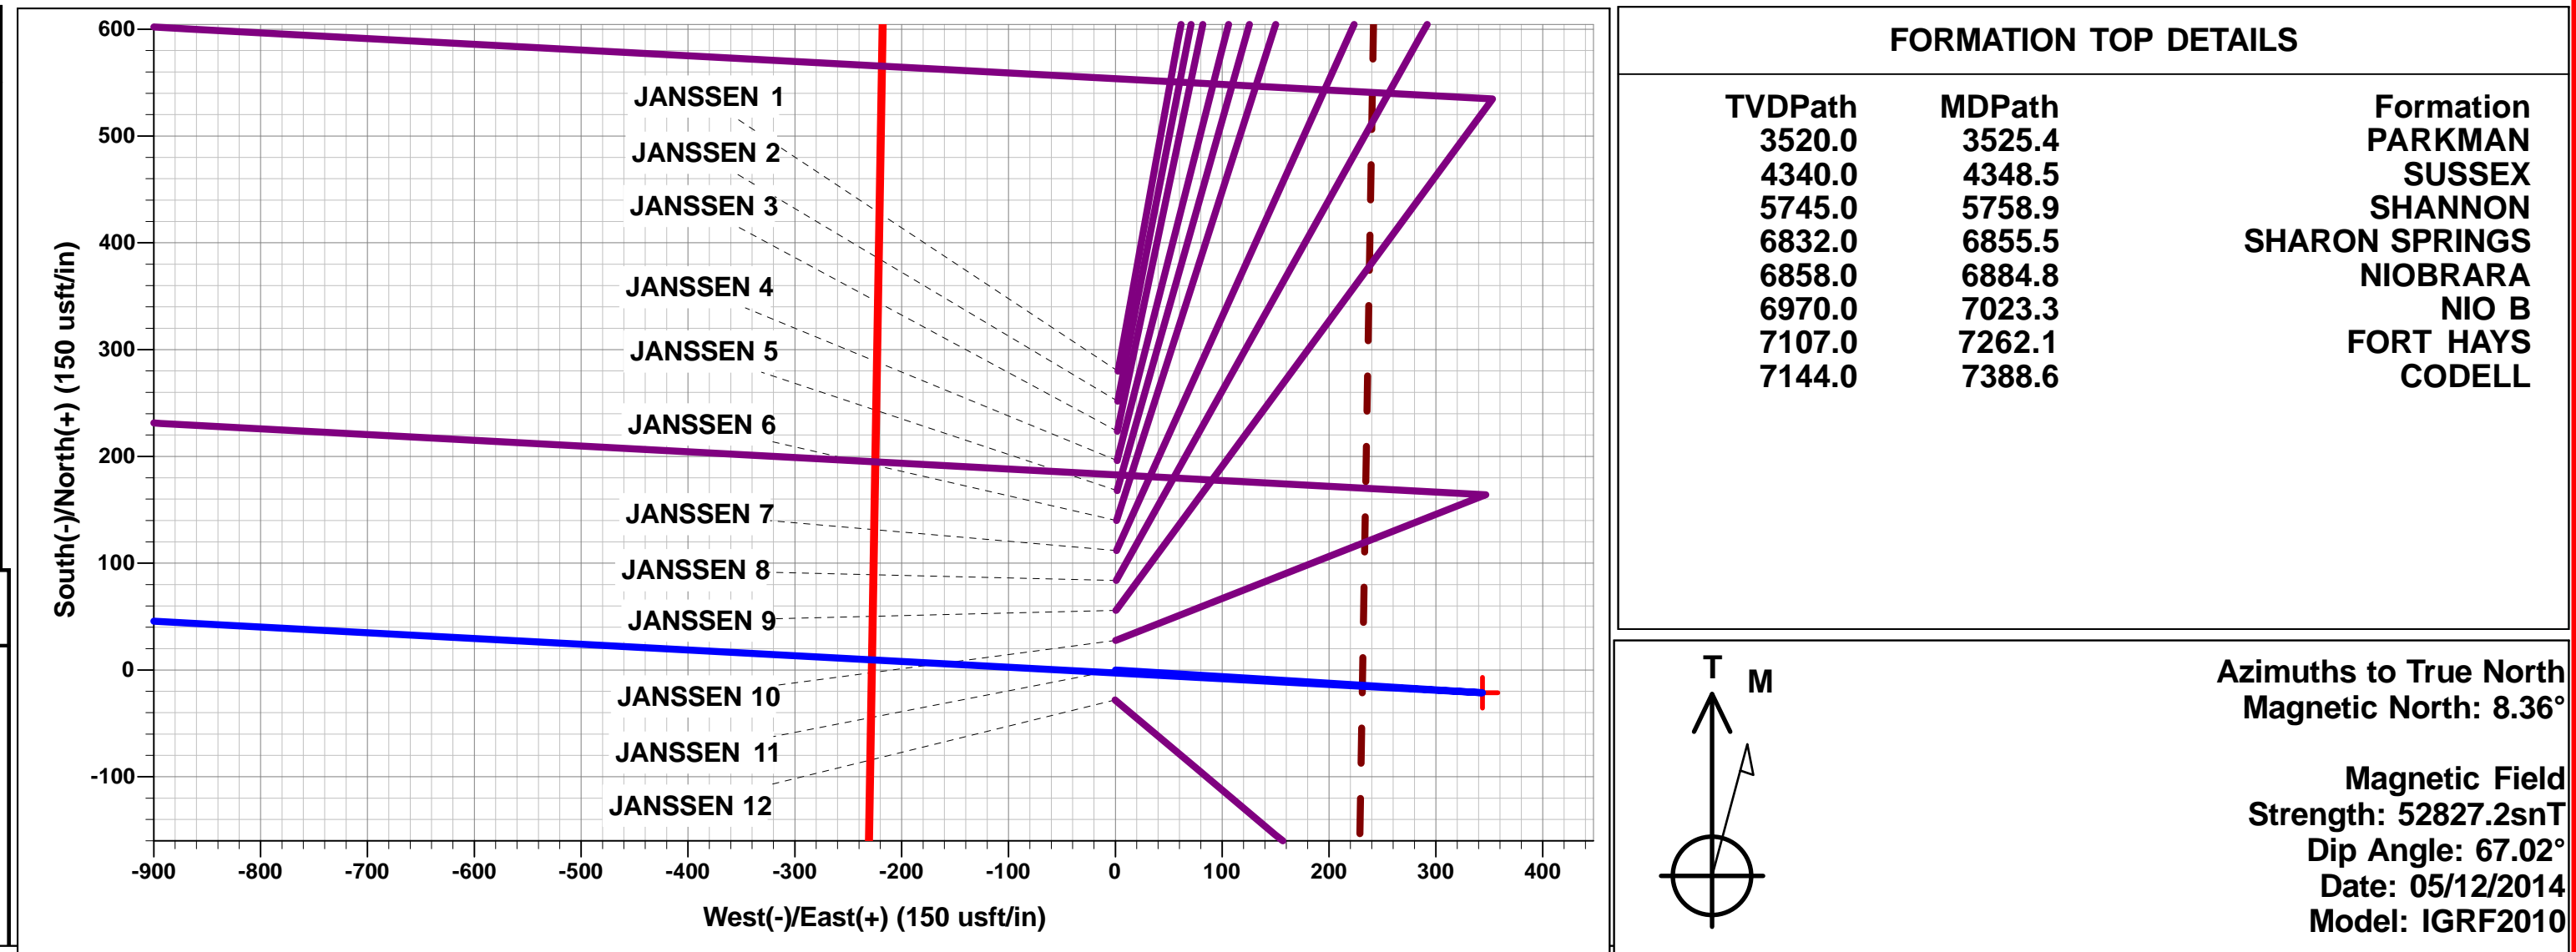 600
500
400
300
200
100
0
-100
South(-)/North(+) (150 usft/in)
JANSSEN 1
JANSSEN 2
JANSSEN 3
JANSSEN 4
JANSSEN 5
JANSSEN 6
JANSSEN 7
JANSSEN 8
JANSSEN 9
JANSSEN 10
JANSSEN 11
JANSSEN 12
-900 -800 -700 -600 -500 -400 -300 -200 -100 0 100 200 300 400
West(-)/East(+) (150 usft/in)
FORMATION TOP DETAILS
TVDPath MDPath Formation
3520.0 3525.4 PARKMAN
4340.0 4348.5 SUSSEX
5745.0 5758.9 SHANNON
6832.0 6855.5 SHARON SPRINGS
6858.0 6884.8 NIOBRARA
6970.0 7023.3 NIO B
7107.0 7262.1 FORT HAYS
7144.0 7388.6 CODELL
T M
Azimuths to True North
Magnetic North: 8.36°
Magnetic Field
Strength: 52827.2snT
Dip Angle: 67.02°
Date: 05/12/2014
Model: IGRF2010